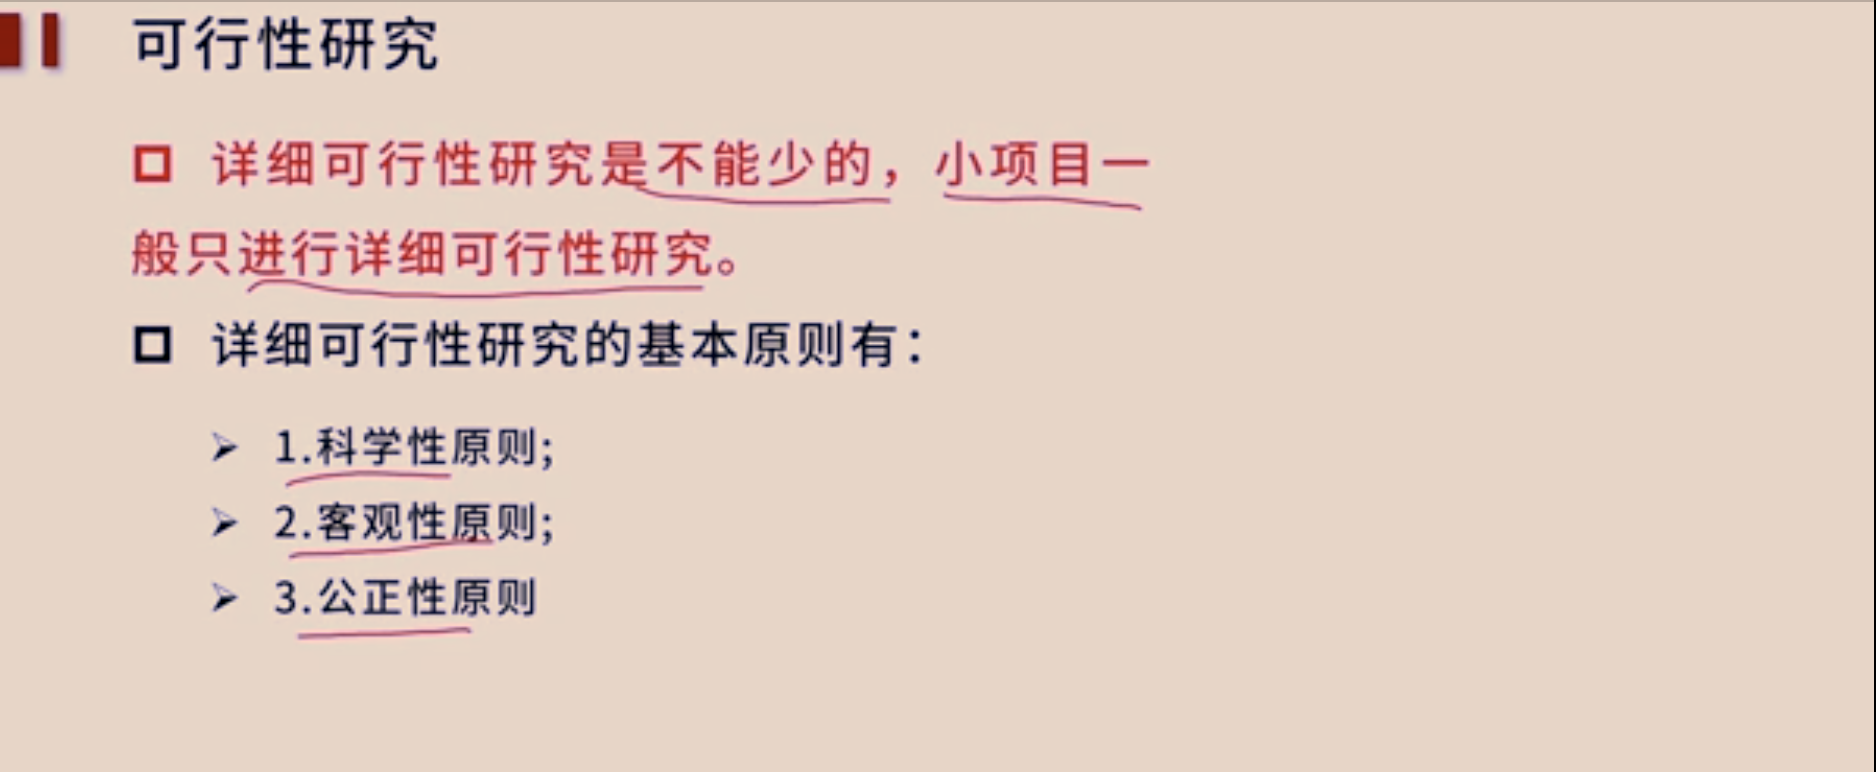 可行性研究
详细可行性研究是不能少的，小项目一
般只进行详细可行性研究。
详细可行性研究的基本原则有：
1.科学性原则;
2.客观性原则;
3.公正性原则